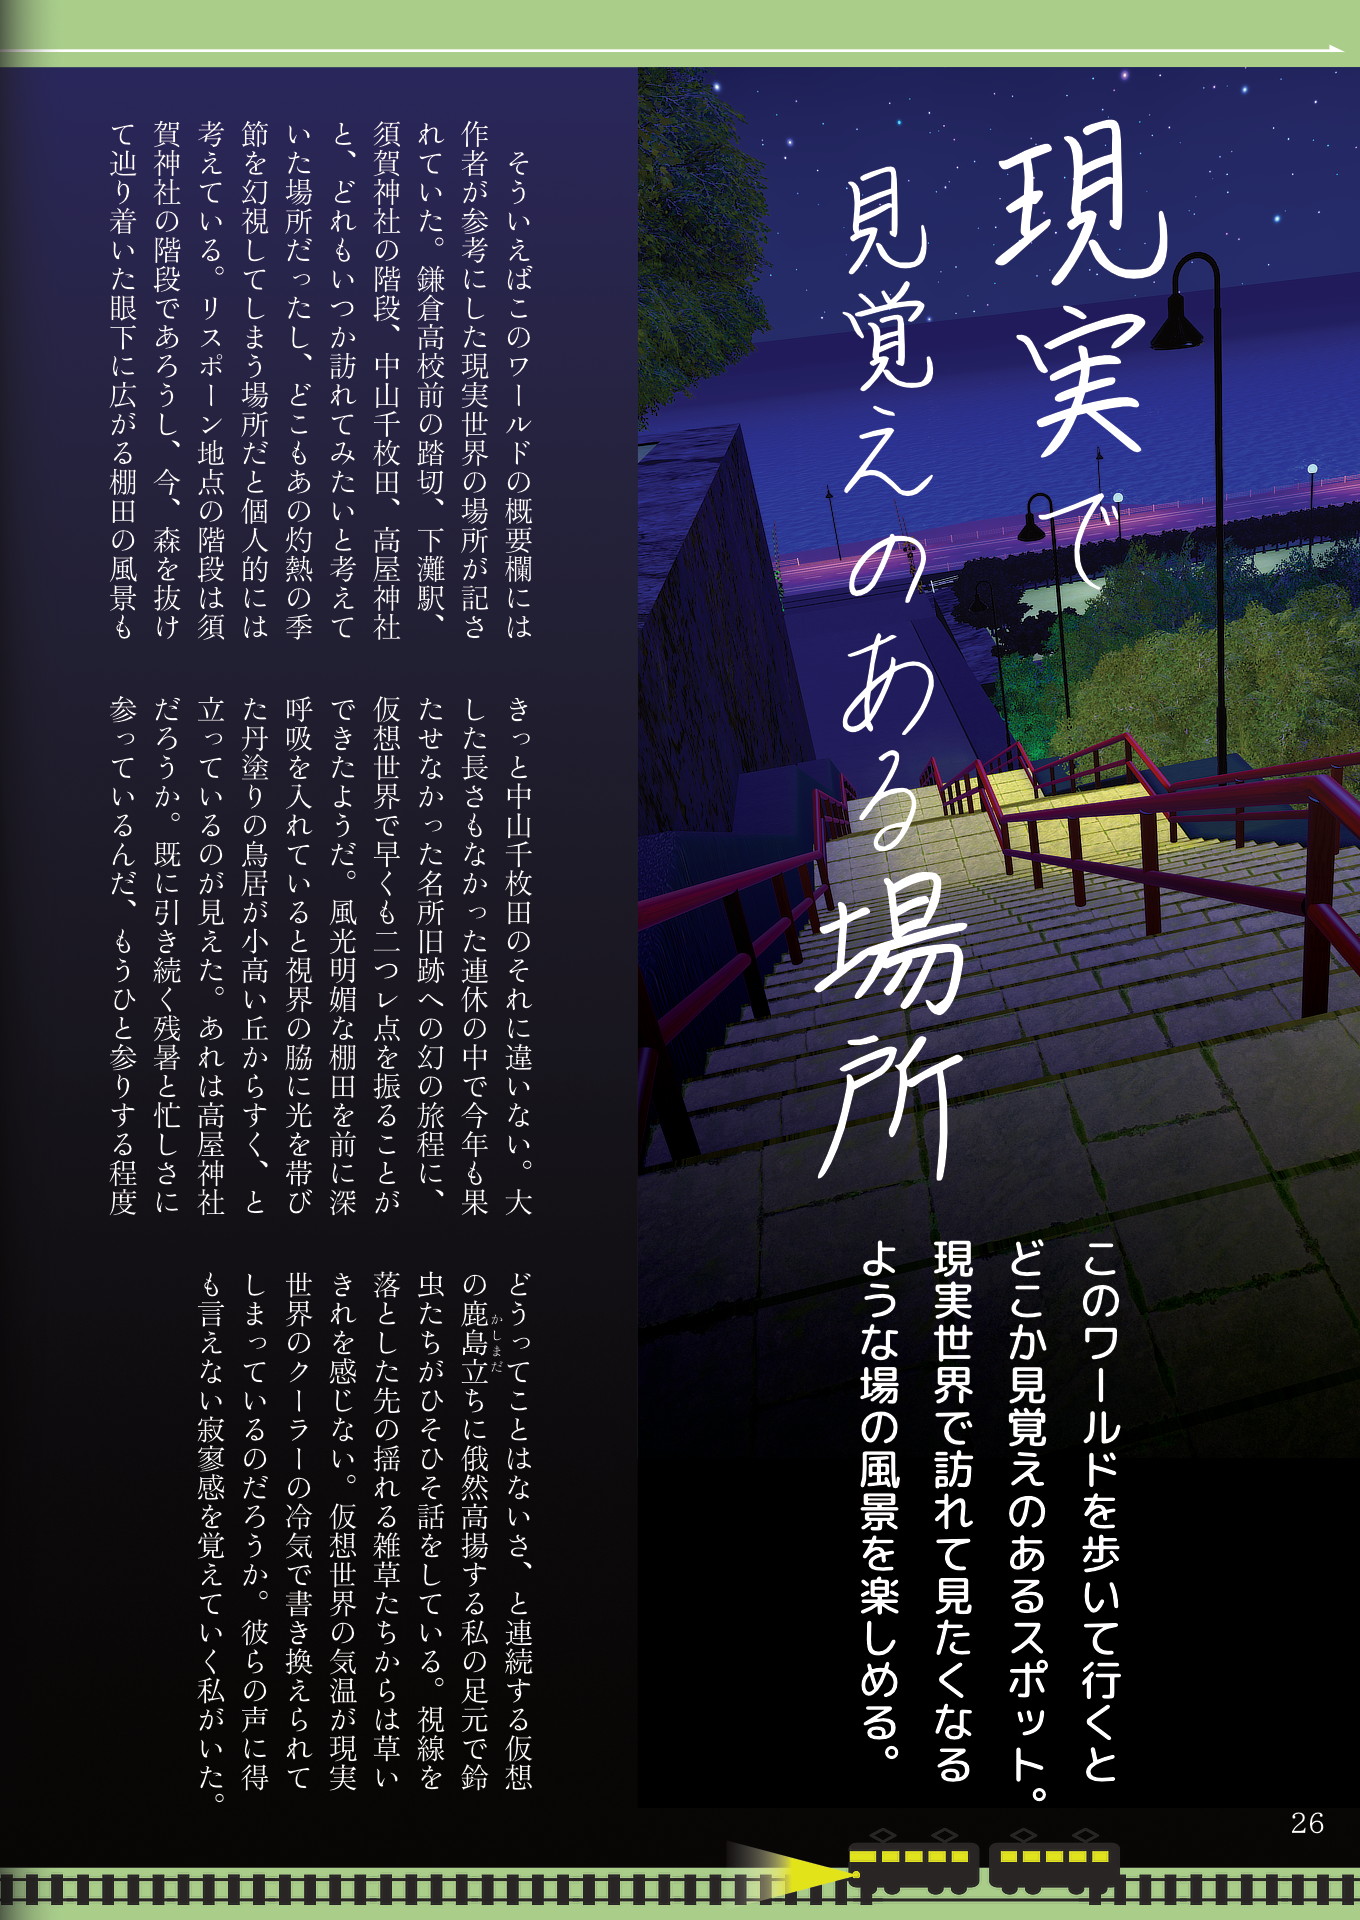 現実で
見覚えのある場所
このワールドを歩いて行くと
どこか見覚えのあるスポット。
現実世界で訪れて見たくなる
ような場の風景を楽しめる。
そういえばこのワールドの概要欄には
作者が参考にした現実世界の場所が記さ
れていた。鎌倉高校前の踏切、下灘駅、
須賀神社の階段、中山千枚田、高屋神社
と、どれもいつか訪れてみたいと考えて
いた場所だったし、どこもあの灼熱の季
節を幻視してしまう場所だと個人的には
考えている。リスポーン地点の階段は須
賀神社の階段であろうし、今、森を抜け
て辿り着いた眼下に広がる棚田の風景も
きっと中山千枚田のそれに違いない。大
した長さもなかった連休の中で今年も果
たせなかった名所旧跡への幻の旅程に、
仮想世界で早くも二つレ点を振ることが
できたようだ。風光明媚な棚田を前に深
呼吸を入れていると視界の脇に光を帯び
た丹塗りの鳥居が小高い丘からすく、と
立っているのが見えた。あれは高屋神社
だろうか。既に引き続く残暑と忙しさに
参っているんだ、もうひと参りする程度
どうってことはないさ、と連続する仮想
の鹿島立ちに俄然高揚する私の足元で鈴
かしまだ
虫たちがひそひそ話をしている。視線を
落とした先の揺れる雑草たちからは草い
きれを感じない。仮想世界の気温が現実
世界のクーラーの冷気で書き換えられて
しまっているのだろうか。彼らの声に得
も言えない寂寥感を覚えていく私がいた。
26